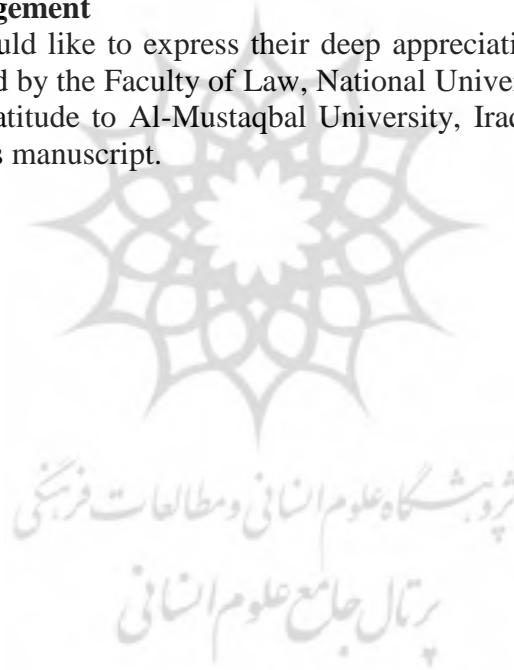 gement
ould like to express their deep appreciati
d by the Faculty of Law, National Univer
atitude to Al-Mustaqbal University, Irac
s manuscript.
پژوهشگاه علوم انسانی و مطالعات فرهنگی
پرتال جامع علوم انسانی